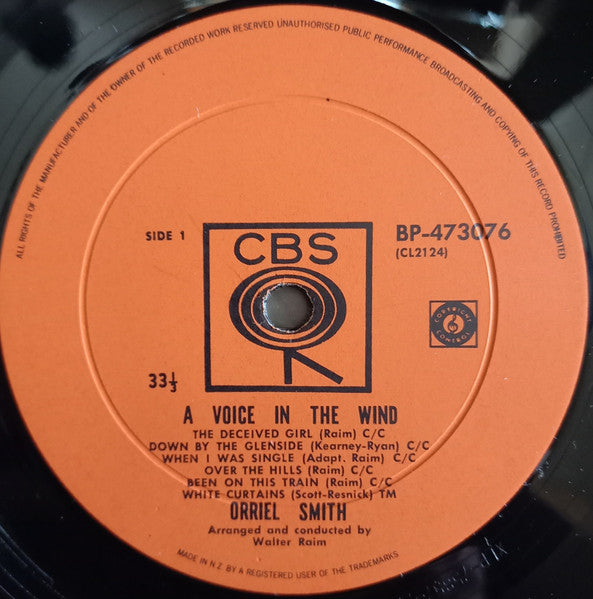 ALL RIGHTS OF THE MANUFACTURER AND OF THE OWNER OF THE RECORDED WORK RESERVED UNAUTHORISED PUBLIC PERFORMANCE BROADCASTING AND COPYING OF THIS RECORD PROHIBITED
SIDE 1
CBS
BP-473076
(CL2124)
COPYRIGHT CONTROL
33⅓
A VOICE IN THE WIND
THE DECEIVED GIRL (Raim) C/C
DOWN BY THE GLENSIDE (Kearney-Ryan) C/C
WHEN I WAS SINGLE (Adapt. Raim) C/C
OVER THE HILLS (Raim) C/C
BEEN ON THIS TRAIN (Raim) C/C
WHITE CURTAINS (Scott-Resnick) TM
ORRIEL SMITH
Arranged and conducted by
Walter Raim
MADE IN N.Z. BY A REGISTERED USER OF THE TRADEMARKS